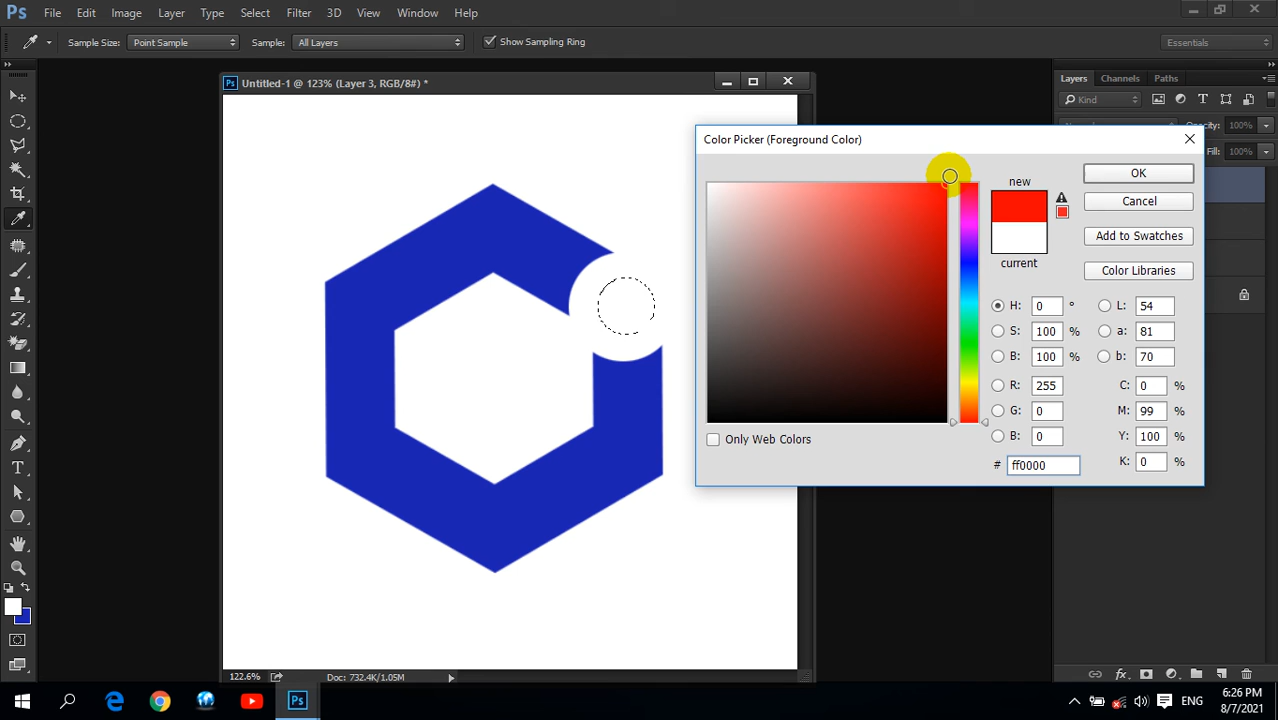 Ps File Edit Image Layer Type Select Filter 3D View Window Help
Sample Size: Point Sample Sample: All Layers Show Sampling Ring Essentials
Ps Untitled-1 @ 123% (Layer 3, RGB/8#) *
Layers Channels Paths
Kind
Opacity: 100%
Fill: 100%
Color Picker (Foreground Color)
new
current
OK
Cancel
Add to Swatches
Color Libraries
H: 0 ° L: 54
S: 100 % a: 81
B: 100 % b: 70
R: 255 C: 0 %
G: 0 M: 99 %
B: 0 Y: 100 %
# ff0000 K: 0 %
Only Web Colors
T
122.6% Doc: 732.4K/1.05M
Ps ENG 6:26 PM
8/7/2021